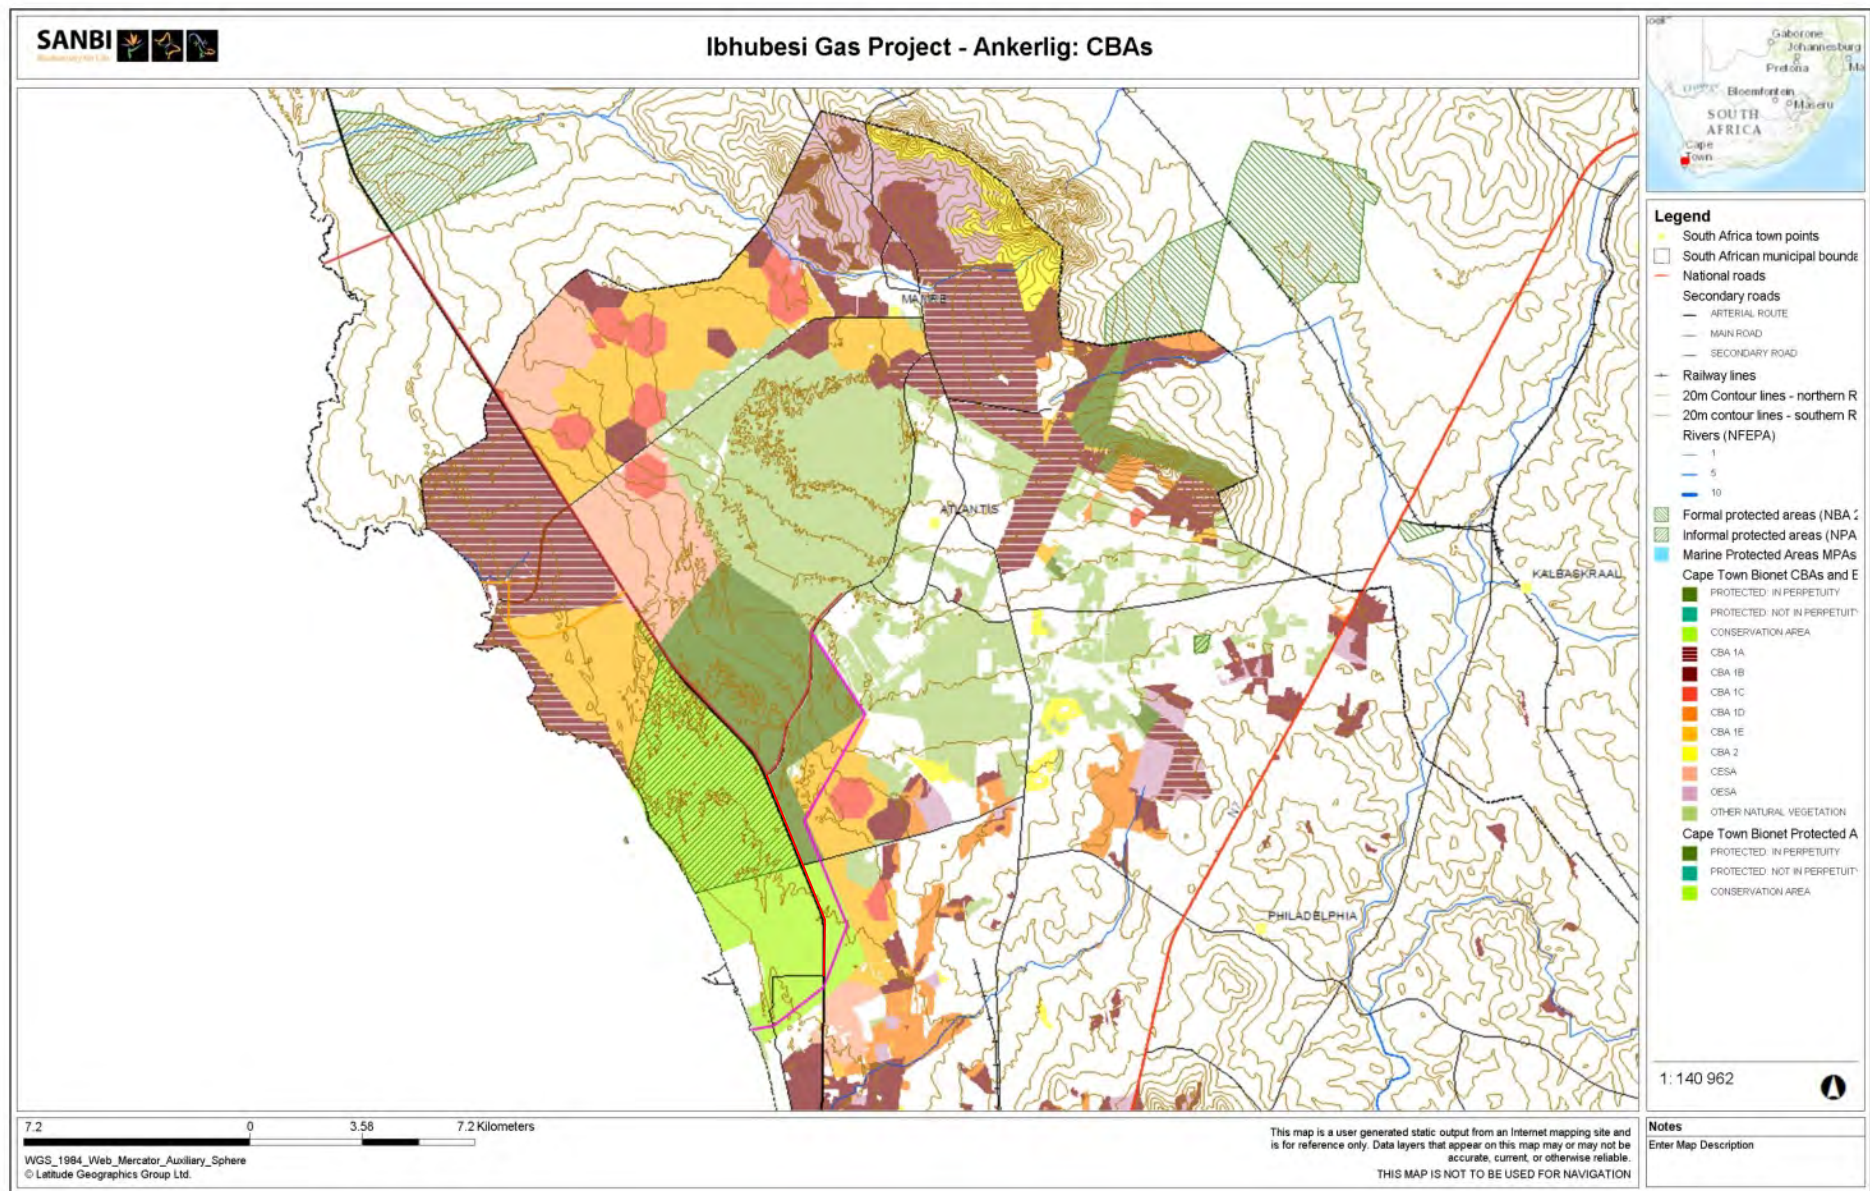 SANBI
Biodiversity for Life
Ibhubesi Gas Project - Ankerlig: CBAs
MAMRE
ATLANTIS
KALBASKRAAL
N7
PHILADELPHIA
Gaborone
Johannesburg
Pretoria
Ma
Bloemfontein
Maseru
SOUTH
AFRICA
Cape
Town
Legend
South Africa town points
South African municipal bounda
National roads
Secondary roads
ARTERIAL ROUTE
MAIN ROAD
SECONDARY ROAD
Railway lines
20m Contour lines - northern R
20m contour lines - southern R
Rivers (NFEPA)
1
5
10
Formal protected areas (NBA 2
Informal protected areas (NPA
Marine Protected Areas MPAs
Cape Town Bionet CBAs and E
PROTECTED: IN PERPETUITY
PROTECTED: NOT IN PERPETUITY
CONSERVATION AREA
CBA 1A
CBA 1B
CBA 1C
CBA 1D
CBA 1E
CBA 2
CESA
OESA
OTHER NATURAL VEGETATION
Cape Town Bionet Protected A
PROTECTED: IN PERPETUITY
PROTECTED: NOT IN PERPETUITY
CONSERVATION AREA
1: 140 962
7.2 0 3.58 7.2 Kilometers
WGS_1984_Web_Mercator_Auxiliary_Sphere
© Latitude Geographics Group Ltd.
This map is a user generated static output from an Internet mapping site and
is for reference only. Data layers that appear on this map may or may not be
accurate, current, or otherwise reliable.
THIS MAP IS NOT TO BE USED FOR NAVIGATION
Notes
Enter Map Description